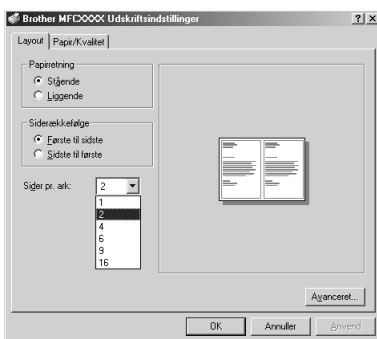 Brother MFCXXXX Udskriftsindstillinger
Layout Papir/Kvalitet
Papirretning
Stående
Liggende
Siderækkefølge
Første til sidste
Sidste til første
Sider pr. ark: 2
1
2
4
6
9
16
Avanceret...
OK Annuller Anvend